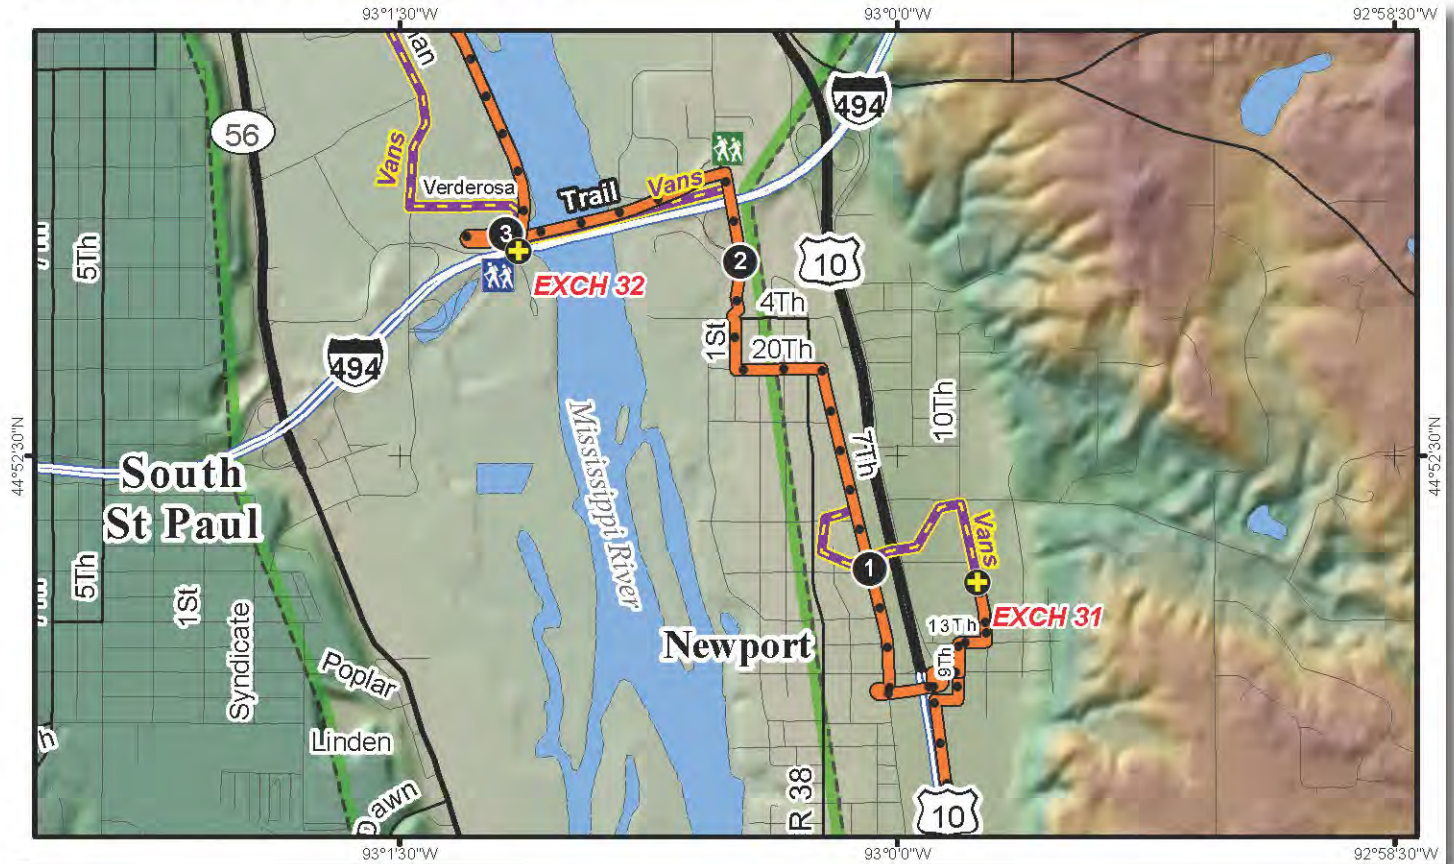 93°1'30"W
93°0'0"W
92°58'30"W
494
56
Vans
Verderosa
Trail
Vans
3
EXCH 32
2
10
4Th
1St
20Th
5Th
494
10Th
44°52'30"N
44°52'30"N
7Th
Mississippi River
South
St Paul
Vans
1
5Th
1St
Syndicate
EXCH 31
13Th
9Th
Newport
Poplar
Linden
Dawn
R 38
10
93°1'30"W
93°0'0"W
92°58'30"W